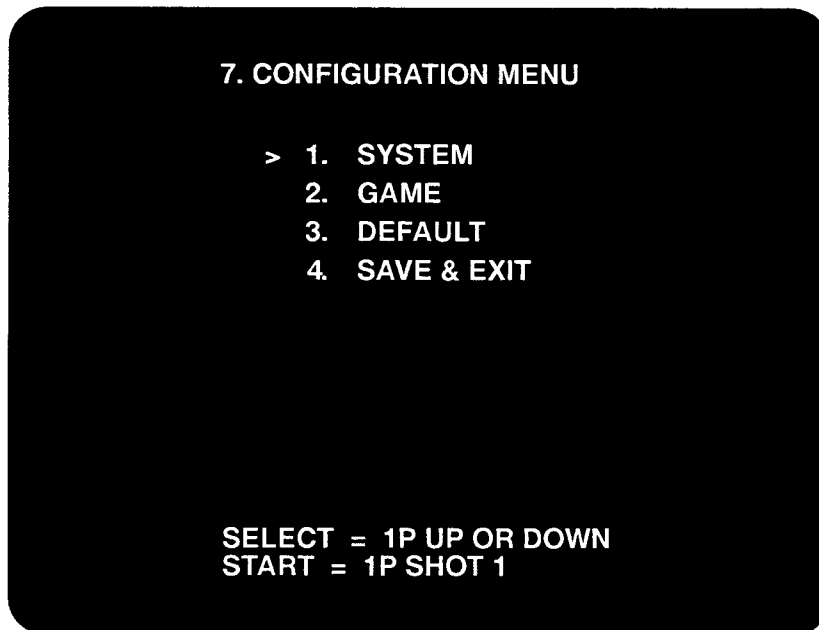 7. CONFIGURATION MENU
> 1. SYSTEM
2. GAME
3. DEFAULT
4. SAVE & EXIT
SELECT = 1P UP OR DOWN
START = 1P SHOT 1